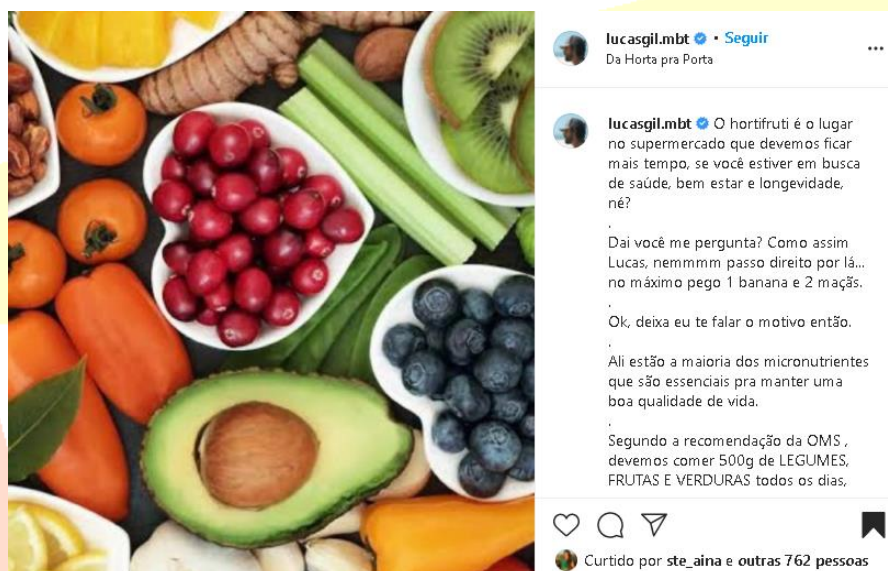 lucasgil.mbt • Seguir
Da Horta pra Porta
lucasgil.mbt O hortifruti é o lugar
no supermercado que devemos ficar
mais tempo, se você estiver em busca
de saúde, bem estar e longevidade,
né?
.
Dai você me pergunta? Como assim
Lucas, nemmmm passo direito por lá...
no máximo pego 1 banana e 2 maçãs.
.
Ok, deixa eu te falar o motivo então.
.
Ali estão a maioria dos micronutrientes
que são essenciais pra manter uma
boa qualidade de vida.
.
Segundo a recomendação da OMS ,
devemos comer 500g de LEGUMES,
FRUTAS E VERDURAS todos os dias,
Curtido por ste_aina e outras 762 pessoas